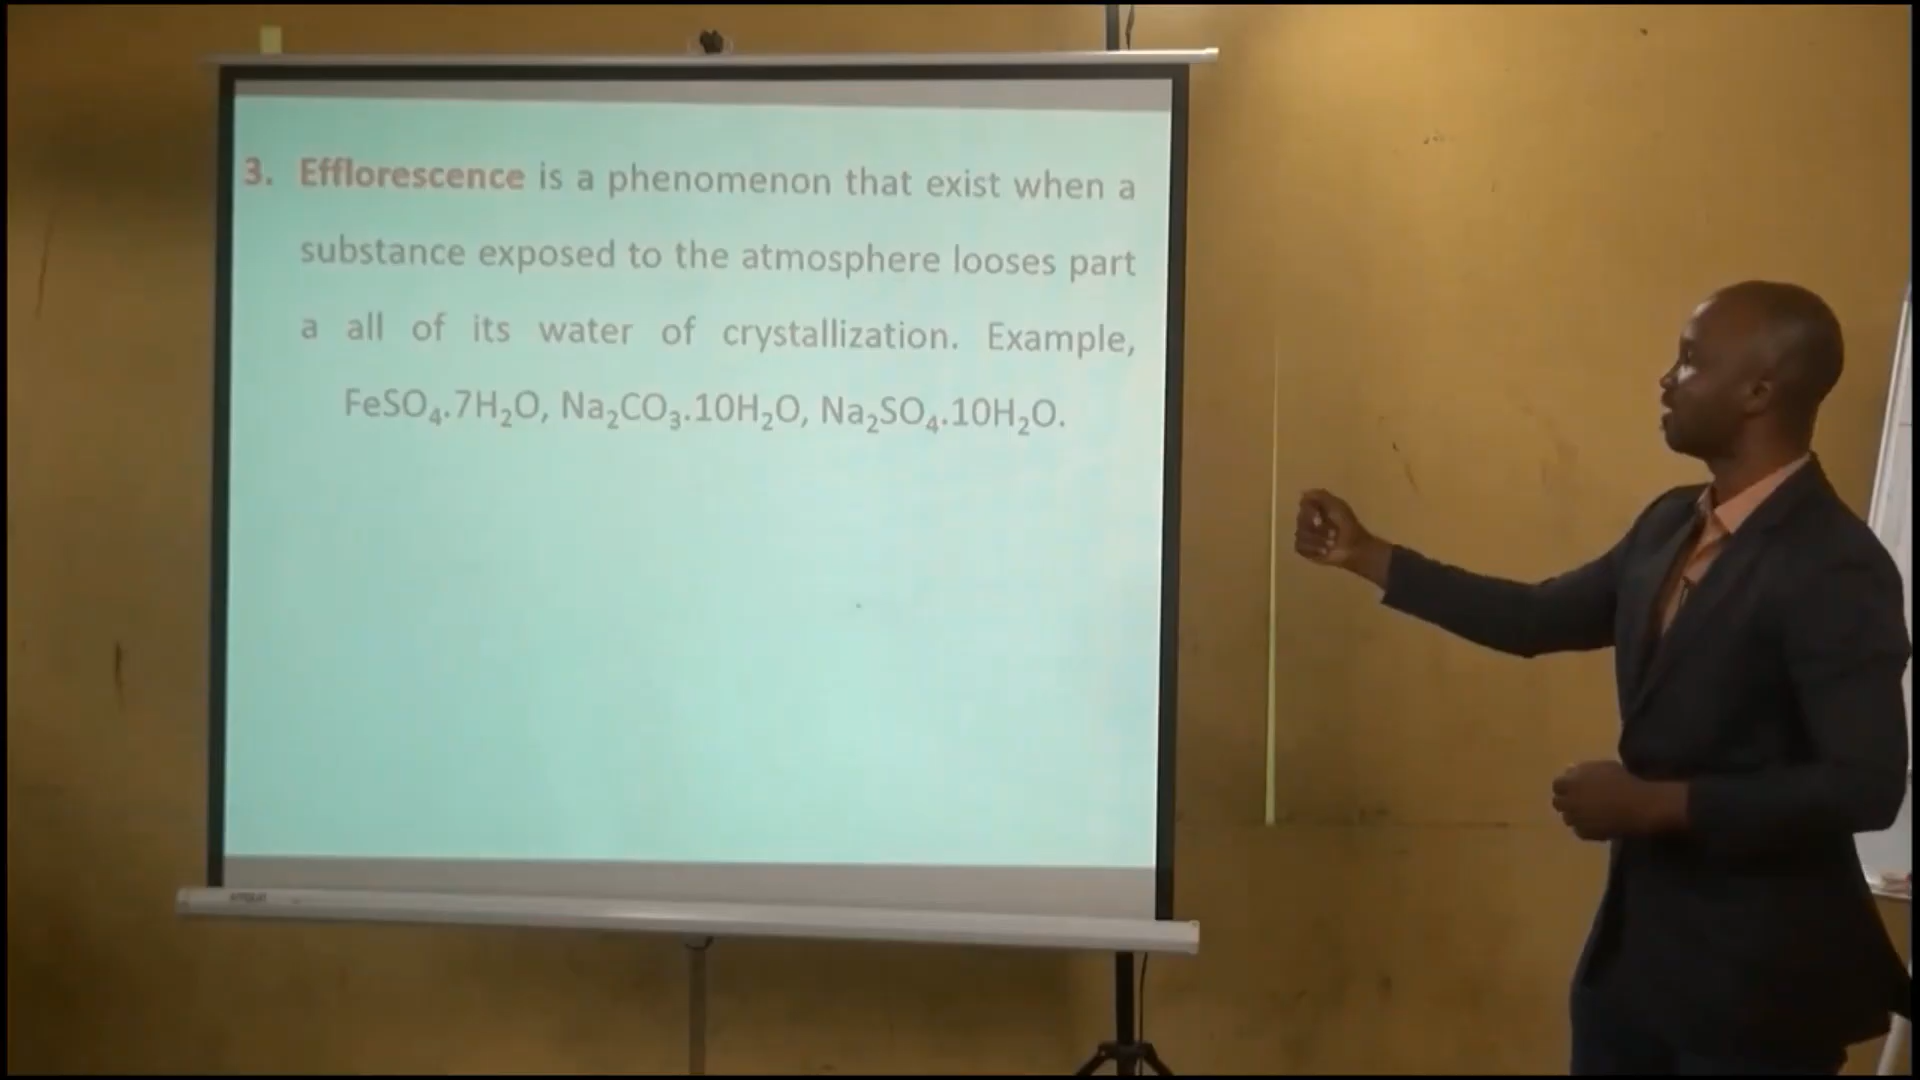 3. Efflorescence is a phenomenon that exist when a
substance exposed to the atmosphere looses part
a all of its water of crystallization. Example,
FeSO₄.7H₂O, Na₂CO₃.10H₂O, Na₂SO₄.10H₂O.